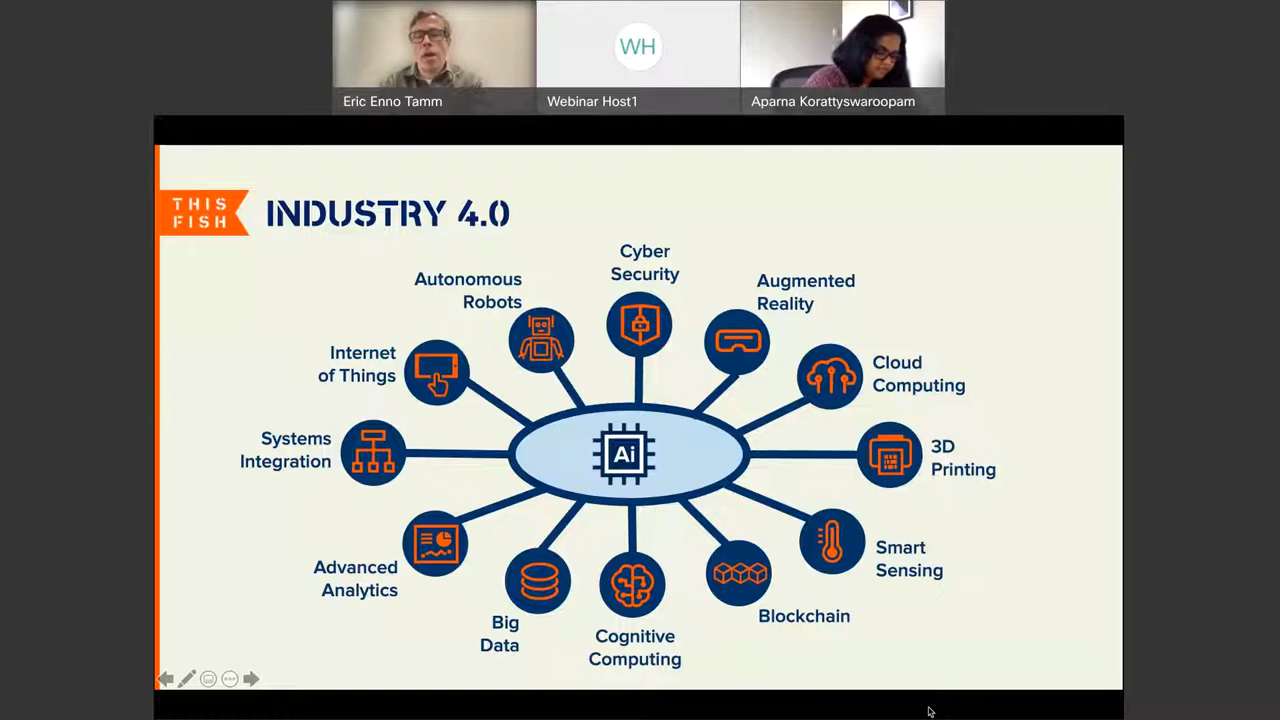 WH
Eric Enno Tamm
Webinar Host1
Aparna Korattyswaroopam
THIS
FISH
INDUSTRY 4.0
Cyber
Security
Autonomous
Robots
Augmented
Reality
Internet
of Things
Cloud
Computing
Systems
Integration
Ai
3D
Printing
Advanced
Analytics
Smart
Sensing
Big
Data
Cognitive
Computing
Blockchain